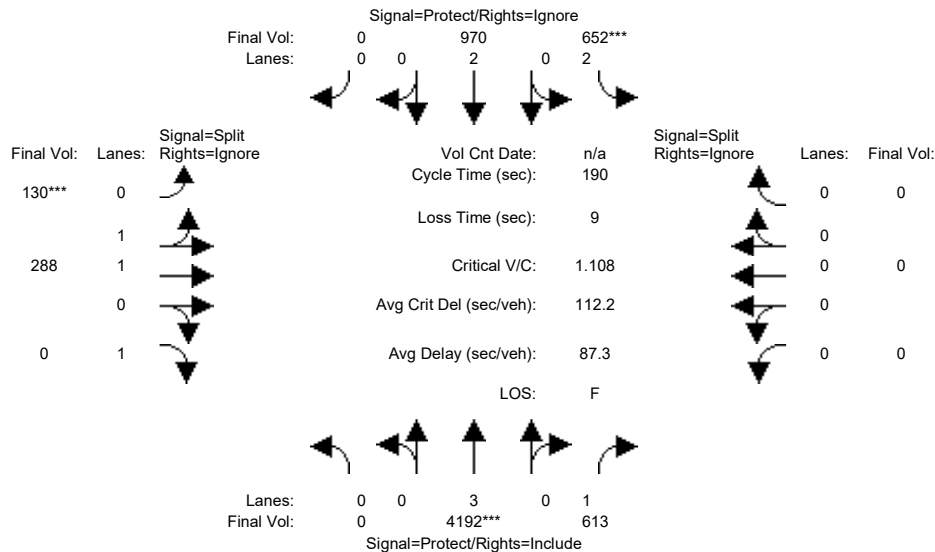 Signal=Protect/Rights=Ignore
Final Vol: 0 970 652***
Lanes: 0 0 2 0 2
Signal=Split Signal=Split
Final Vol: Lanes: Rights=Ignore Vol Cnt Date: n/a Rights=Ignore Lanes: Final Vol:
Cycle Time (sec): 190
130*** 0 0 0
Loss Time (sec): 9
1 0
288 1 Critical V/C: 1.108 0 0
0 Avg Crit Del (sec/veh): 112.2 0
0 1 Avg Delay (sec/veh): 87.3 0 0
LOS: F
Lanes: 0 0 3 0 1
Final Vol: 0 4192*** 613
Signal=Protect/Rights=Include